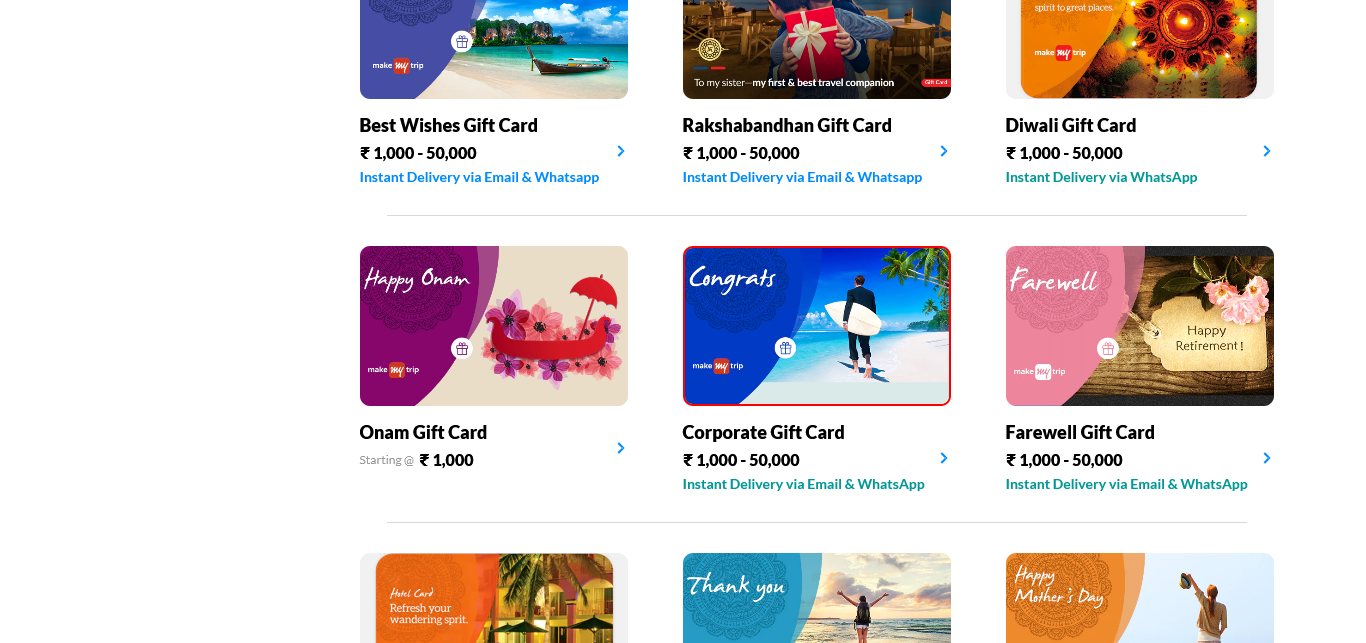 make my trip
To my sister—my first & best travel companion
Gift Card
spirit to great places.
make my trip
Best Wishes Gift Card
₹ 1,000 - 50,000
Instant Delivery via Email & Whatsapp
Rakshabandhan Gift Card
₹ 1,000 - 50,000
Instant Delivery via Email & Whatsapp
Diwali Gift Card
₹ 1,000 - 50,000
Instant Delivery via WhatsApp
Happy Onam
make my trip
Congrats
make my trip
Farewell
Happy
Retirement!
make my trip
Onam Gift Card
Starting @ ₹ 1,000
Corporate Gift Card
₹ 1,000 - 50,000
Instant Delivery via Email & WhatsApp
Farewell Gift Card
₹ 1,000 - 50,000
Instant Delivery via Email & WhatsApp
Hotel Card
Refresh your
wandering sprit.
Thank you
Happy
Mother's Day